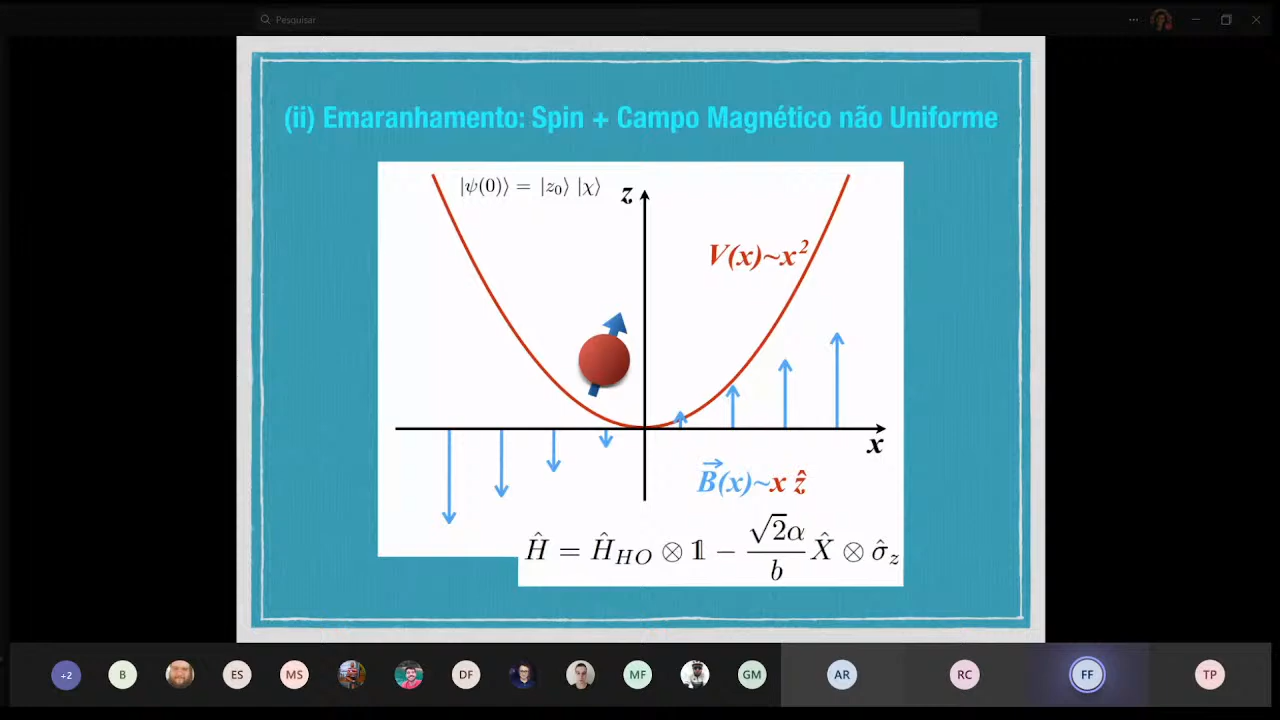 Pesquisar
(ii) Emaranhamento: Spin + Campo Magnético não Uniforme
|ψ(0)⟩ = |z₀⟩ |χ⟩
z
V(x)~x²
x
B⃗(x)~x ẑ
Ĥ = Ĥ_HO ⊗ 𝟙 − √2α/b X̂ ⊗ σ̂_z
+2 B ES MS DF MF GM AR RC FF TP